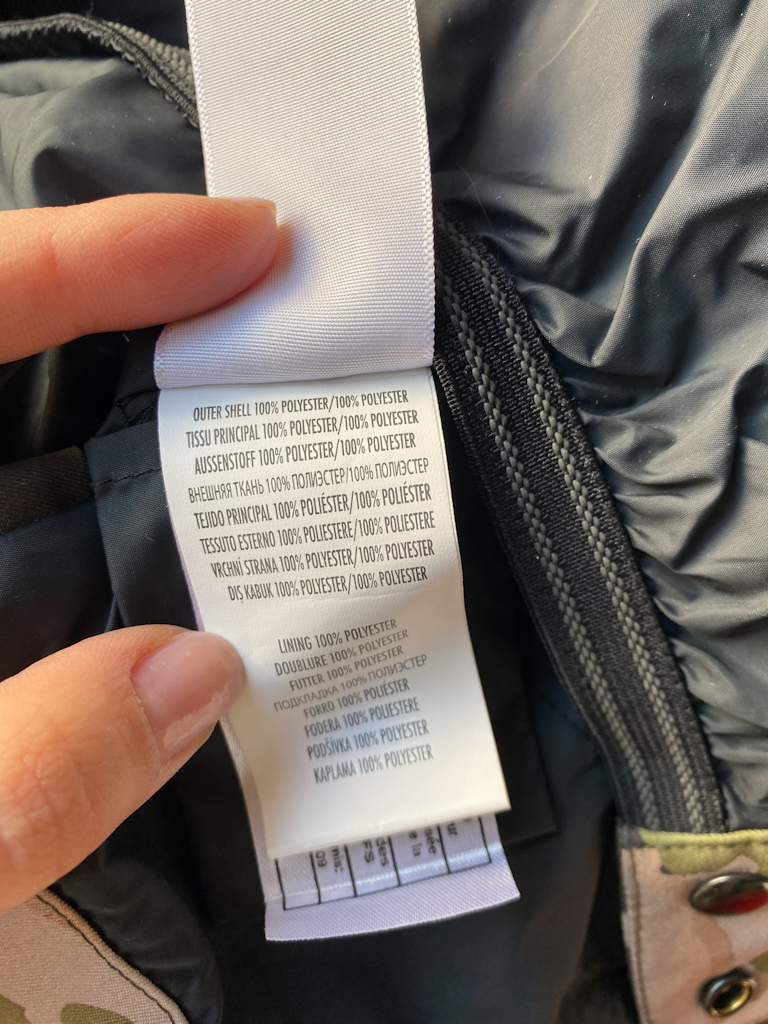 OUTER SHELL 100% POLYESTER/100% POLYESTER
TISSU PRINCIPAL 100% POLYESTER/100% POLYESTER
AUSSENSTOFF 100% POLYESTER/100% POLYESTER
ВНЕШНЯЯ ТКАНЬ 100% ПОЛИЭСТЕР/100% ПОЛИЭСТЕР
TEJIDO PRINCIPAL 100% POLIÉSTER/100% POLIÉSTER
TESSUTO ESTERNO 100% POLIESTERE/100% POLIESTERE
VRCHNÍ STRANA 100% POLYESTER/100% POLYESTER
DIŞ KABUK 100% POLYESTER/100% POLYESTER
LINING 100% POLYESTER
DOUBLURE 100% POLYESTER
FUTTER 100% POLYESTER
ПОДКЛАДКА 100% ПОЛИЭСТЕР
FORRO 100% POLIÉSTER
FODERA 100% POLIESTERE
PODŠÍVKA 100% POLYESTER
KAPLAMA 100% POLYESTER